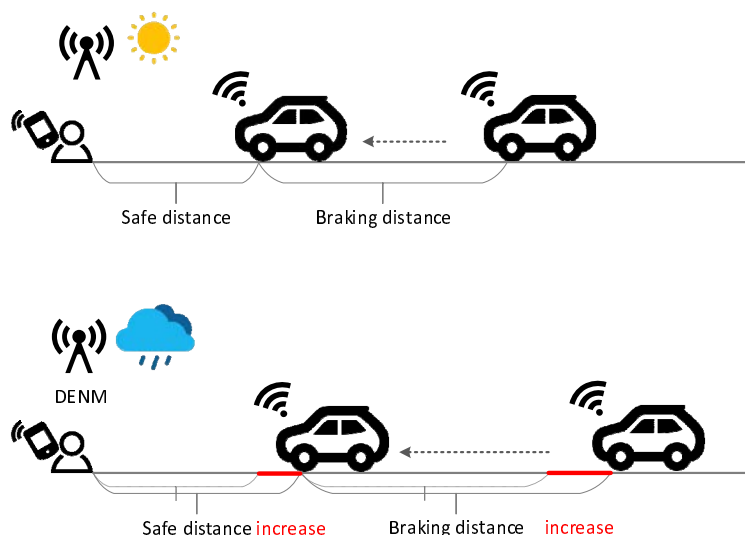 Safe distance
Braking distance
DENM
Safe distance increase
Braking distance increase